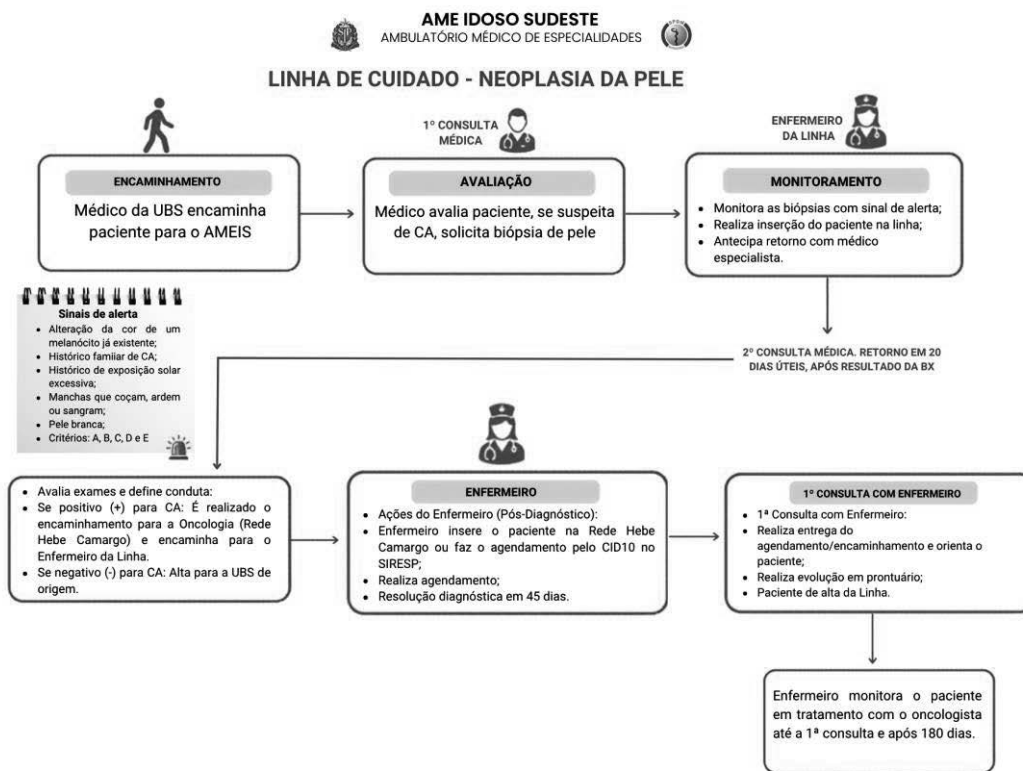 AME IDOSO SUDESTE
AMBULATÓRIO MÉDICO DE ESPECIALIDADES
LINHA DE CUIDADO - NEOPLASIA DA PELE
ENCAMINHAMENTO
Médico da UBS encaminha
paciente para o AMEIS
1º CONSULTA
MÉDICA
AVALIAÇÃO
Médico avalia paciente, se suspeita
de CA, solicita biópsia de pele
ENFERMEIRO
DA LINHA
MONITORAMENTO
• Monitora as biópsias com sinal de alerta;
• Realiza inserção do paciente na linha;
• Antecipa retorno com médico
especialista.
Sinais de alerta
• Alteração da cor de um
melanócito já existente;
• Histórico familiar de CA;
• Histórico de exposição solar
excessiva;
• Manchas que coçam, ardem
ou sangram;
• Pele branca;
• Critérios: A, B, C, D e E
2º CONSULTA MÉDICA. RETORNO EM 20
DIAS ÚTEIS, APÓS RESULTADO DA BX
• Avalia exames e define conduta:
• Se positivo (+) para CA: É realizado o
encaminhamento para a Oncologia (Rede
Hebe Camargo) e encaminha para o
Enfermeiro da Linha.
• Se negativo (-) para CA: Alta para a UBS de
origem.
ENFERMEIRO
• Ações do Enfermeiro (Pós-Diagnóstico):
• Enfermeiro insere o paciente na Rede Hebe
Camargo ou faz o agendamento pelo CID10 no
SIRESP;
• Realiza agendamento;
• Resolução diagnóstica em 45 dias.
1º CONSULTA COM ENFERMEIRO
• 1ª Consulta com Enfermeiro:
• Realiza entrega do
agendamento/encaminhamento e orienta o
paciente;
• Realiza evolução em prontuário;
• Paciente de alta da Linha.
Enfermeiro monitora o paciente
em tratamento com o oncologista
até a 1ª consulta e após 180 dias.